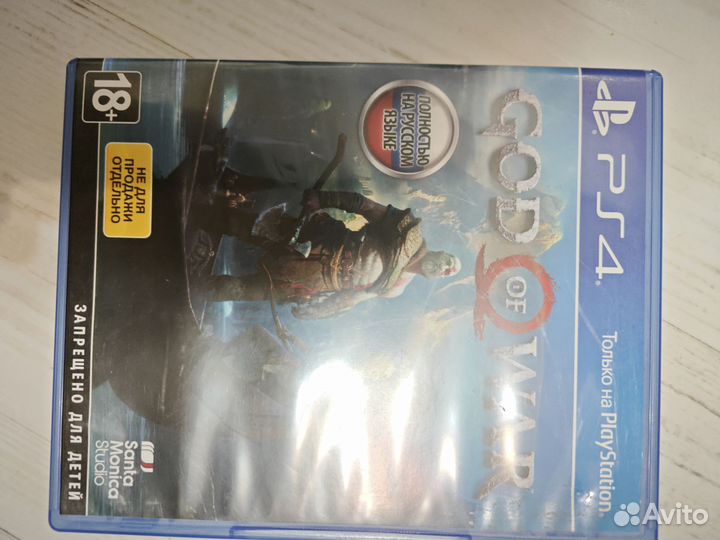 PS4
Только на PlayStation
GOD
OF
WAR
ПОЛНОСТЬЮ
НА РУССКОМ
ЯЗЫКЕ
18+
НЕ ДЛЯ
ПРОДАЖИ
ОТДЕЛЬНО
ЗАПРЕЩЕНО ДЛЯ ДЕТЕЙ
Santa
Monica
Studio
Avito